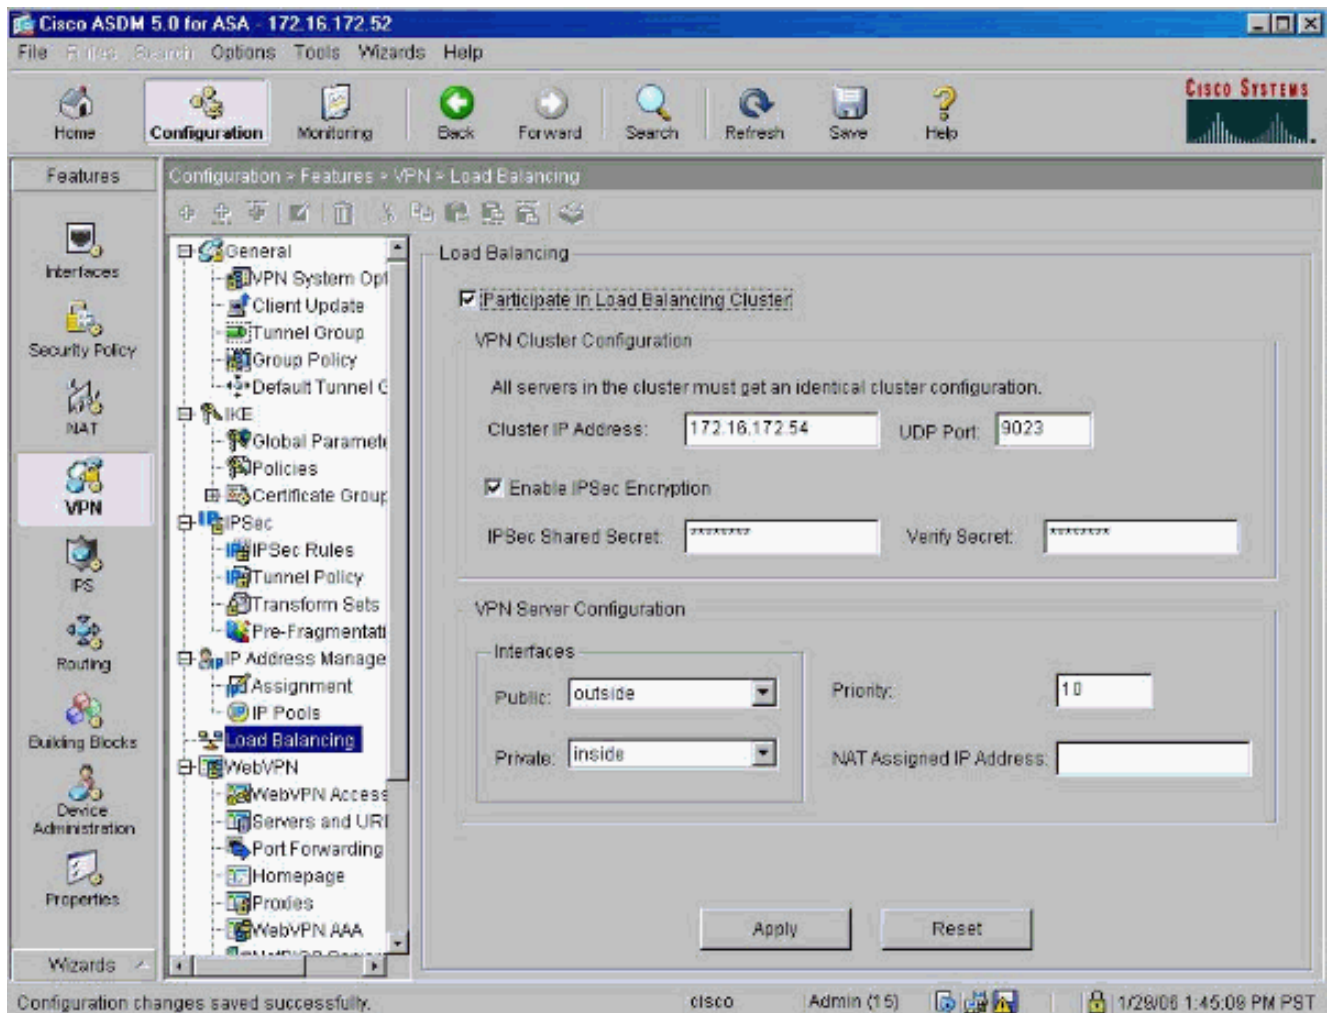 Cisco ASDM 5.0 for ASA - 172.16.172.52
File Rules Search Options Tools Wizards Help
Home
Configuration
Monitoring
Back
Forward
Search
Refresh
Save
Help
CISCO SYSTEMS
Features
Configuration > Features > VPN > Load Balancing
Interfaces
Security Policy
NAT
VPN
IPS
Routing
Building Blocks
Device
Administration
Properties
Wizards
General
VPN System Opt
Client Update
Tunnel Group
Group Policy
Default Tunnel G
IKE
Global Paramete
Policies
Certificate Group
IPSec
IPSec Rules
Tunnel Policy
Transform Sets
Pre-Fragmentati
IP Address Manage
Assignment
IP Pools
Load Balancing
WebVPN
WebVPN Access
Servers and URL
Port Forwarding
Homepage
Proxies
WebVPN AAA
Load Balancing
Participate in Load Balancing Cluster
VPN Cluster Configuration
All servers in the cluster must get an identical cluster configuration.
Cluster IP Address: 172.16.172.54 UDP Port: 9023
Enable IPSec Encryption
IPSec Shared Secret: ******** Verify Secret: ********
VPN Server Configuration
Interfaces
Public: outside
Priority: 10
Private: inside
NAT Assigned IP Address:
Apply
Reset
Configuration changes saved successfully.
cisco
Admin (15)
1/29/06 1:45:09 PM PST